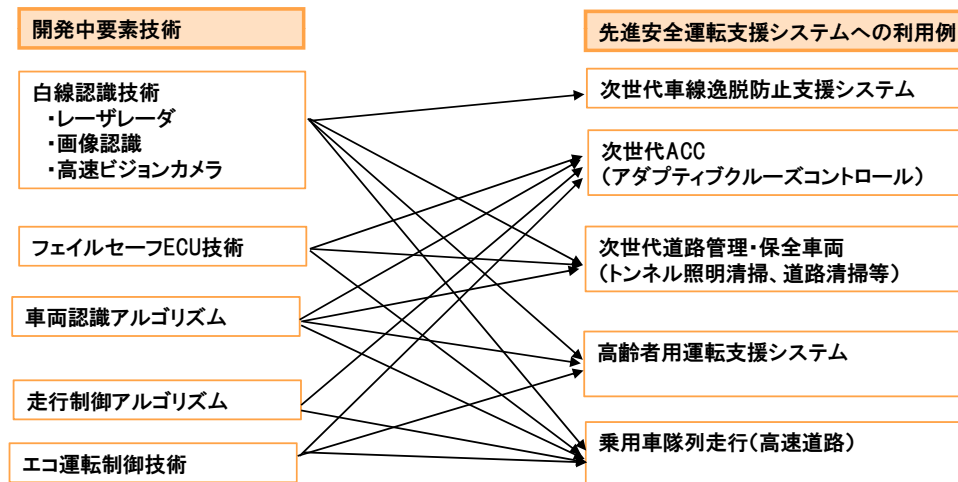 開発中要素技術
白線認識技術
・レーザレーダ
・画像認識
・高速ビジョンカメラ
フェイルセーフECU技術
車両認識アルゴリズム
走行制御アルゴリズム
エコ運転制御技術
先進安全運転支援システムへの利用例
次世代車線逸脱防止支援システム
次世代ACC
(アダプティブクルーズコントロール)
次世代道路管理・保全車両
(トンネル照明清掃、道路清掃等)
高齢者用運転支援システム
乗用車隊列走行(高速道路)